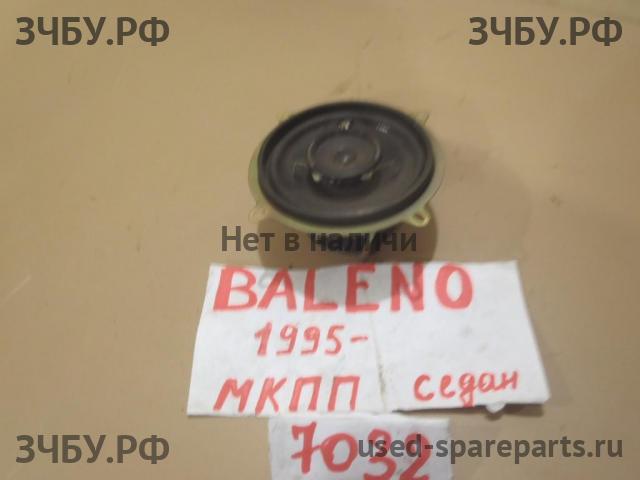 ЗЧБУ.РФ ЗЧБУ.РФ
Нет в наличи
BALENO
1995-
МКПП седан
ЗЧБУ.РФ 7032 used-spareparts.ru